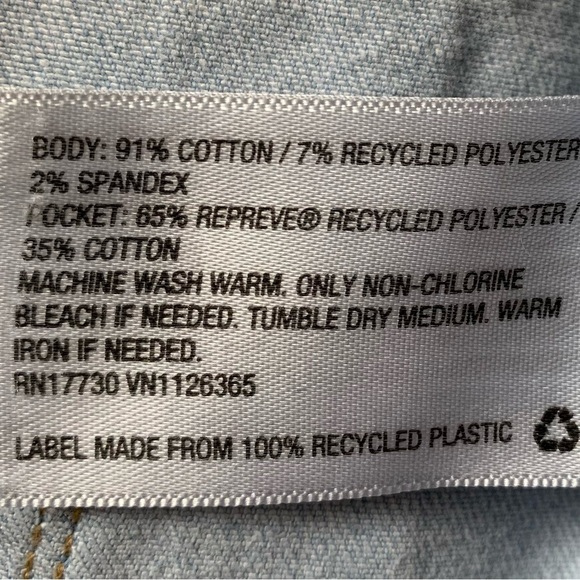 BODY: 91% COTTON / 7% RECYCLED POLYESTER
2% SPANDEX
POCKET: 65% REPREVE® RECYCLED POLYESTER /
35% COTTON
MACHINE WASH WARM. ONLY NON-CHLORINE
BLEACH IF NEEDED. TUMBLE DRY MEDIUM. WARM
IRON IF NEEDED.
RN17730 VN1126365
LABEL MADE FROM 100% RECYCLED PLASTIC